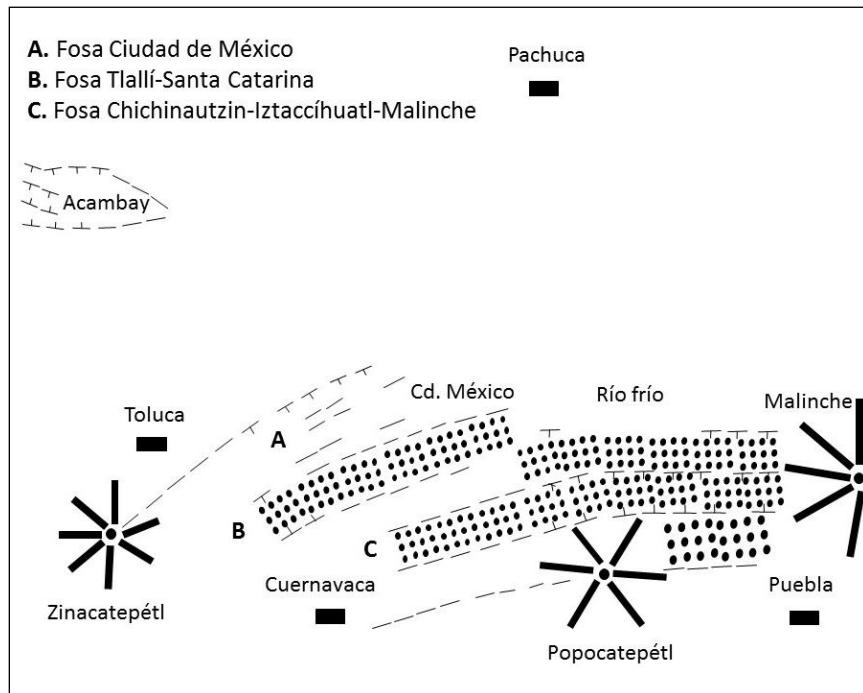 A. Fosa Ciudad de México
B. Fosa Tlallí-Santa Catarina
C. Fosa Chichinautzin-Iztaccíhuatl-Malinche
Pachuca
Acambay
Cd. México
Río frío
Malinche
Toluca
A
B
C
Cuernavaca
Puebla
Zinacatepétl
Popocatepétl